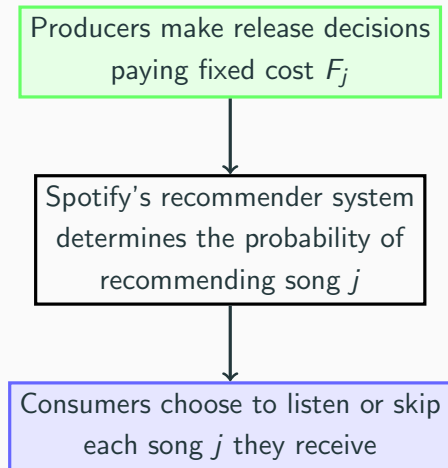 Producers make release decisions
paying fixed cost F_j
Spotify's recommender system
determines the probability of
recommending song j
Consumers choose to listen or skip
each song j they receive